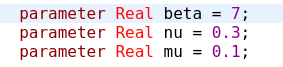 parameter Real beta = 7;
parameter Real nu = 0.3;
parameter Real mu = 0.1;